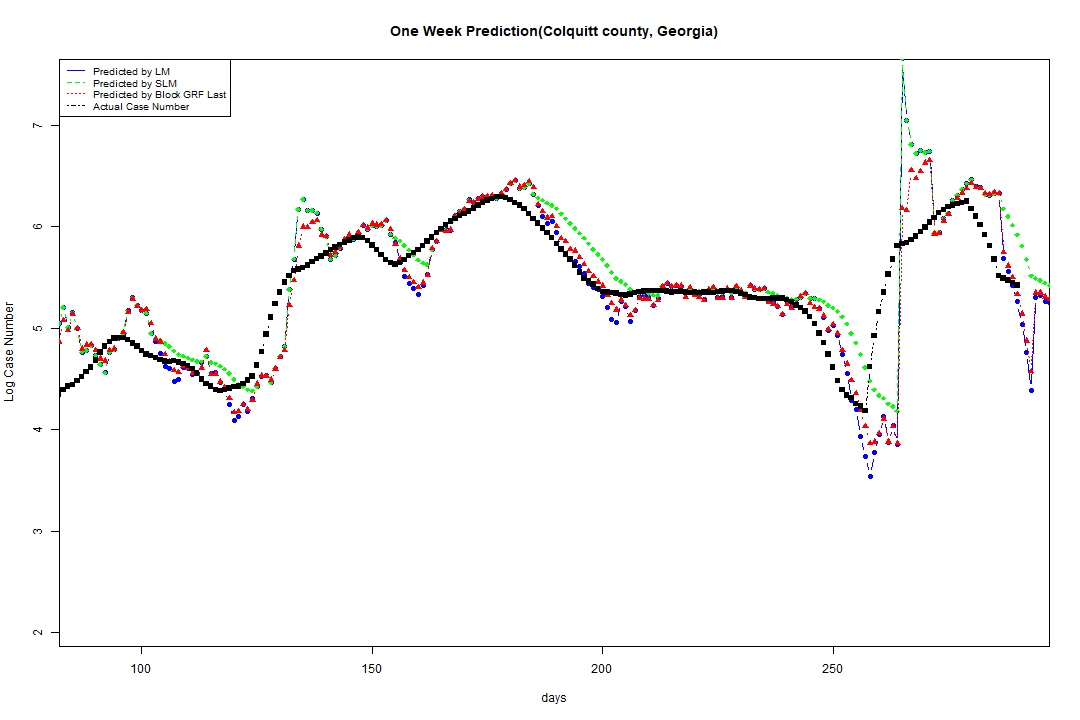 One Week Prediction(Colquitt county, Georgia)
Predicted by LM
Predicted by SLM
Predicted by Block GRF Last
Actual Case Number
7
6
5
4
3
2
Log Case Number
100 150 200 250
days